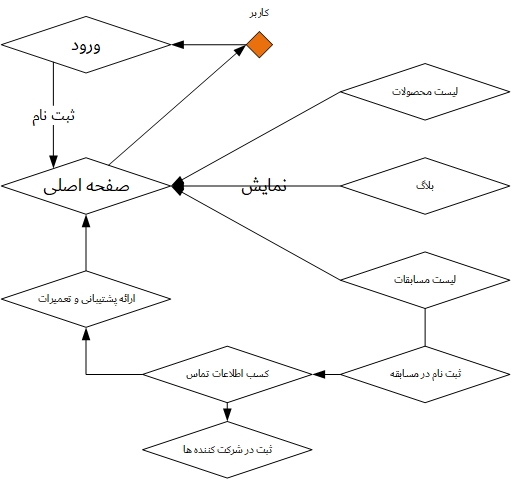 کاربر
ورود
ثبت نام
لیست محصولات
صفحه اصلی
نمایش
بلاگ
لیست مسابقات
ارائه پشتیبانی و تعمیرات
کسب اطلاعات تماس
ثبت نام در مسابقه
ثبت در شرکت کننده ها